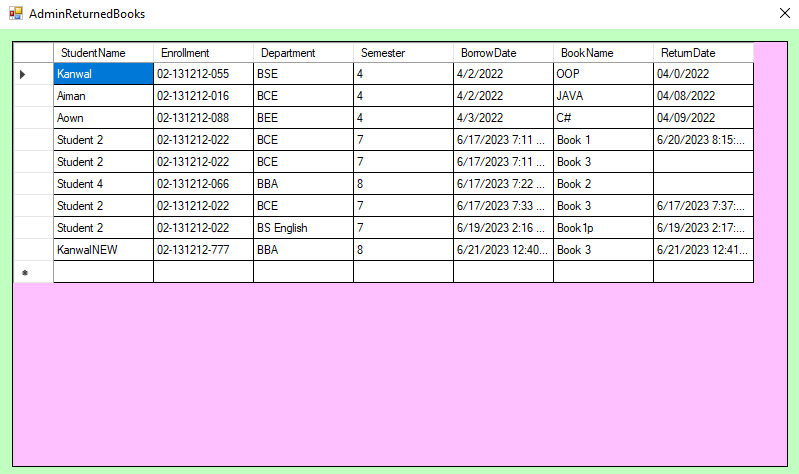 AdminReturnedBooks
StudentName Enrollment Department Semester BorrowDate BookName ReturnDate
Kanwal 02-131212-055 BSE 4 4/2/2022 OOP 04/0/2022
Aiman 02-131212-016 BCE 4 4/2/2022 JAVA 04/08/2022
Aown 02-131212-088 BEE 4 4/3/2022 C# 04/09/2022
Student 2 02-131212-022 BCE 7 6/17/2023 7:11 ... Book 1 6/20/2023 8:15:...
Student 2 02-131212-022 BCE 7 6/17/2023 7:11 ... Book 3
Student 4 02-131212-066 BBA 8 6/17/2023 7:22 ... Book 2
Student 2 02-131212-022 BCE 7 6/17/2023 7:33 ... Book 3 6/17/2023 7:37:...
Student 2 02-131212-022 BS English 7 6/19/2023 2:16 ... Book1p 6/19/2023 2:17:...
KanwalNEW 02-131212-777 BBA 8 6/21/2023 12:40... Book 3 6/21/2023 12:41...